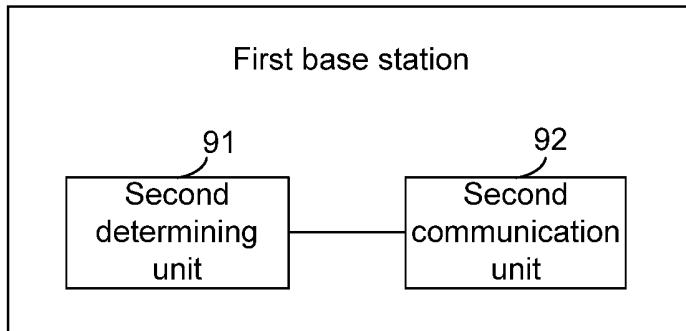 First base station
91
92
Second
determining
unit
Second
communication
unit